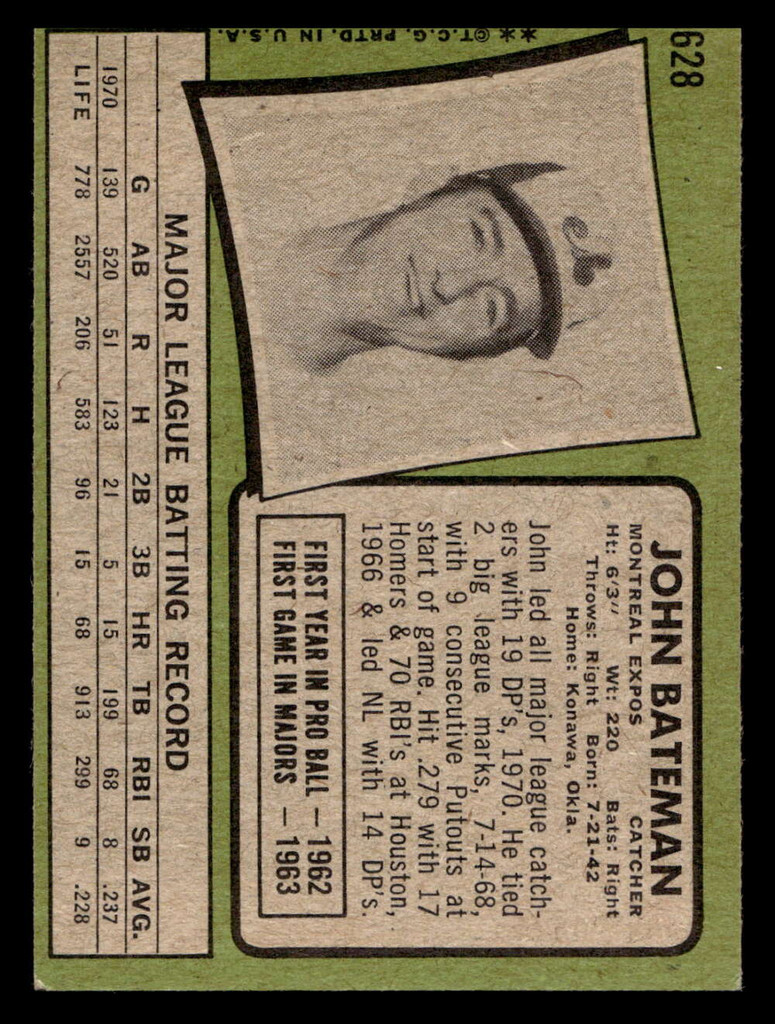 628
JOHN BATEMAN
MONTREAL EXPOS CATCHER
Ht: 6'3" Wt: 220 Bats: Right
Throws: Right Born: 7-21-42
Home: Konawa, Okla.
John led all major league catch-
ers with 19 DP's, 1970. He tied
2 big league marks, 7-14-68,
with 9 consecutive Putouts at
start of game. Hit .279 with 17
Homers & 70 RBI's at Houston,
1966 & led NL with 14 DP's.
FIRST YEAR IN PRO BALL — 1962
FIRST GAME IN MAJORS — 1963
eb
MAJOR LEAGUE BATTING RECORD
G AB R H 2B 3B HR TB RBI SB AVG.
1970 139 520 51 123 21 5 15 199 68 8 .237
LIFE 778 2557 206 583 96 15 68 913 299 9 .228
**©T.C.G. PRTD. IN U.S.A.